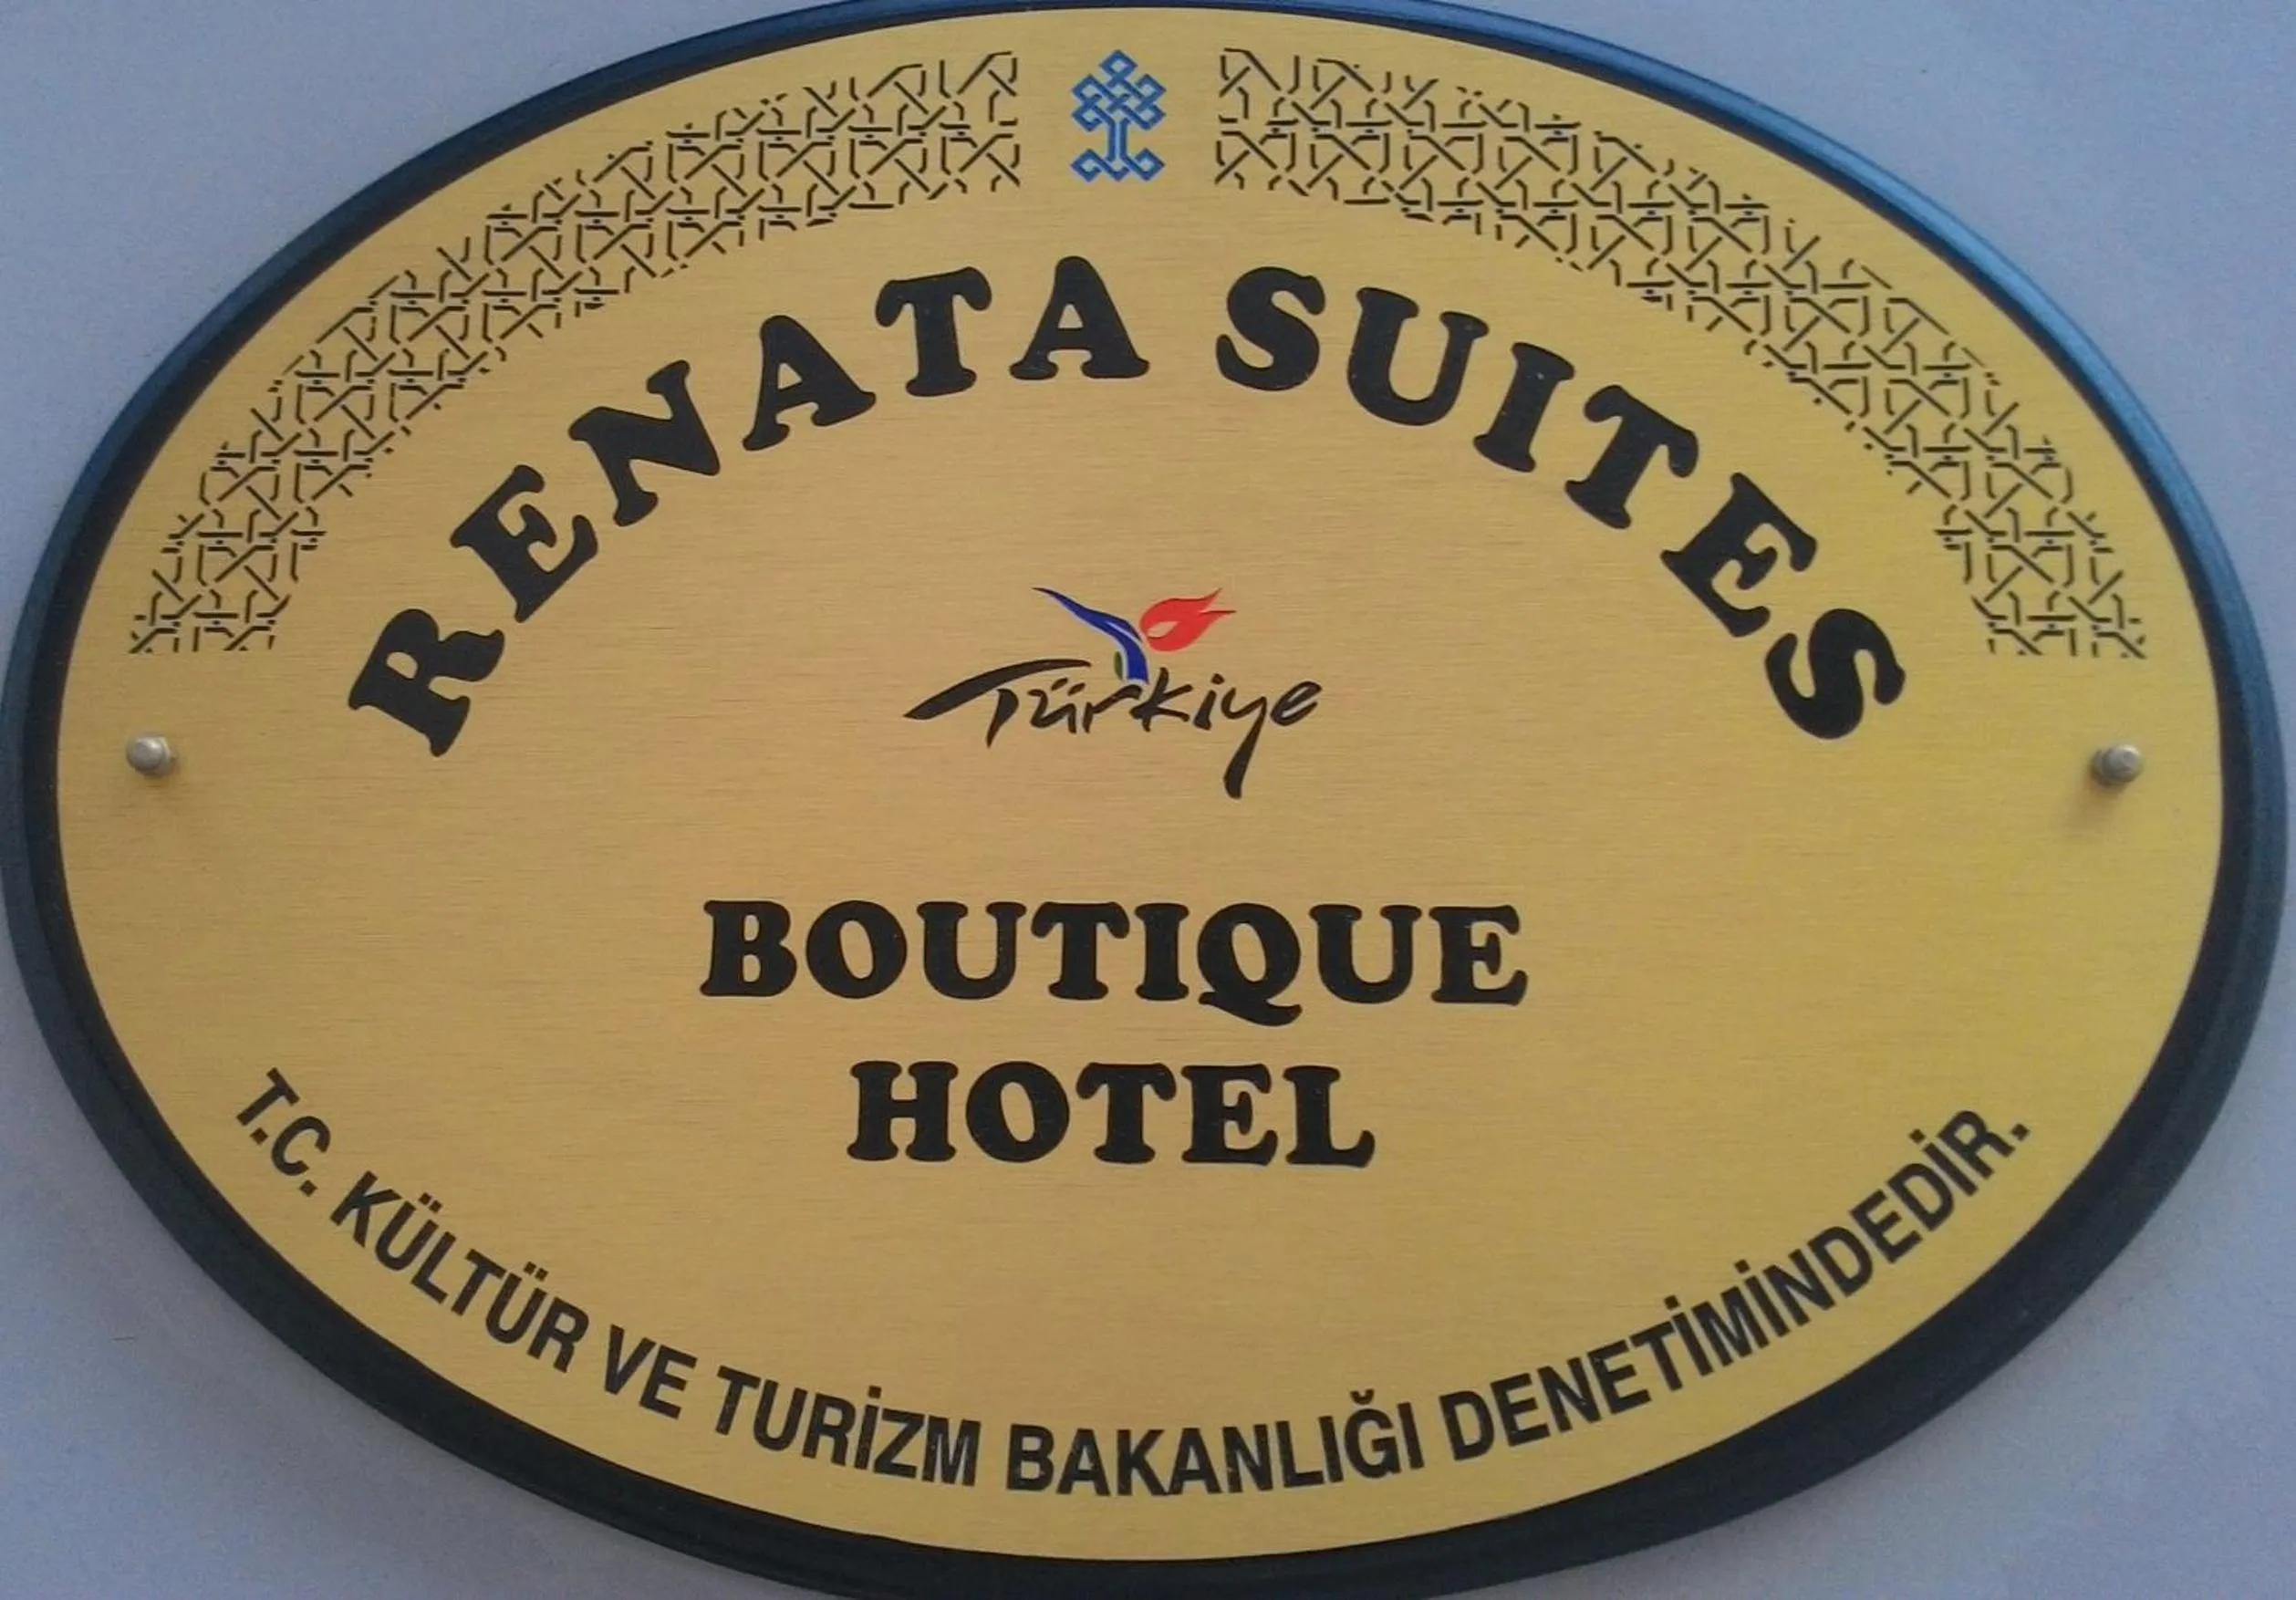 RENATA SUITES
Türkiye
BOUTIQUE
HOTEL
T.C. KÜLTÜR VE TURİZM BAKANLIĞI DENETİMİNDEDİR.